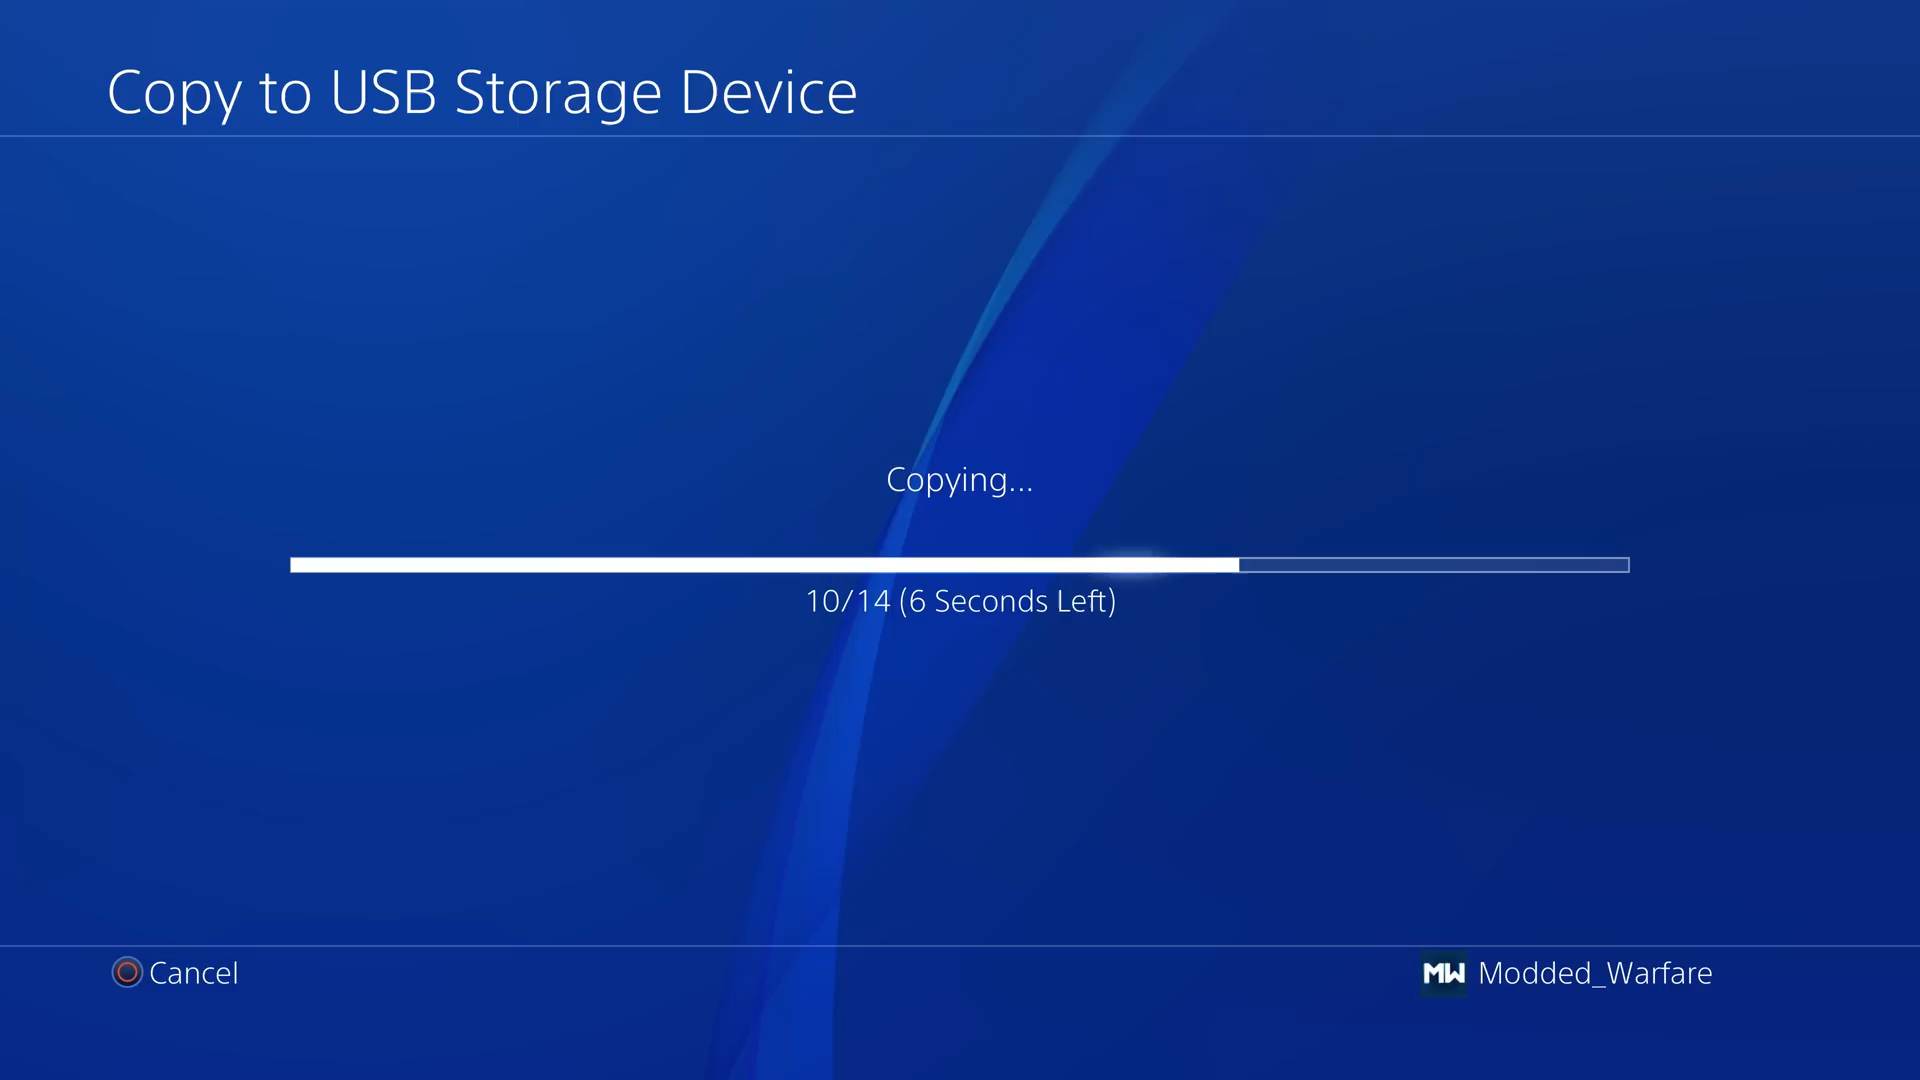 Copy to USB Storage Device
Copying...
10/14 (6 Seconds Left)
Cancel
MW Modded_Warfare